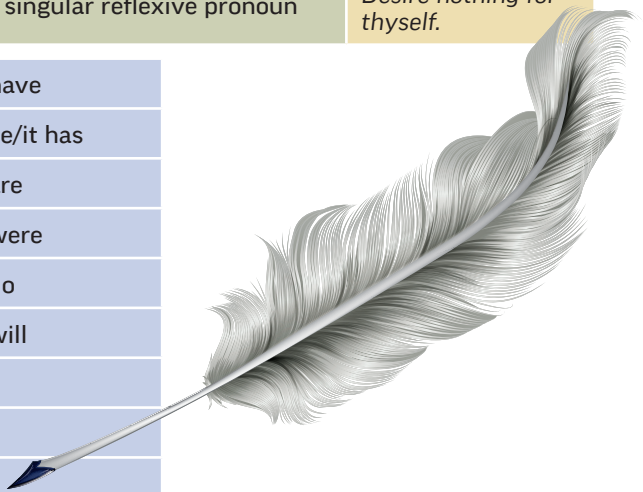 singular reflexive pronoun
Desire nothing for
thyself.
have
e/it has
re
were
o
will